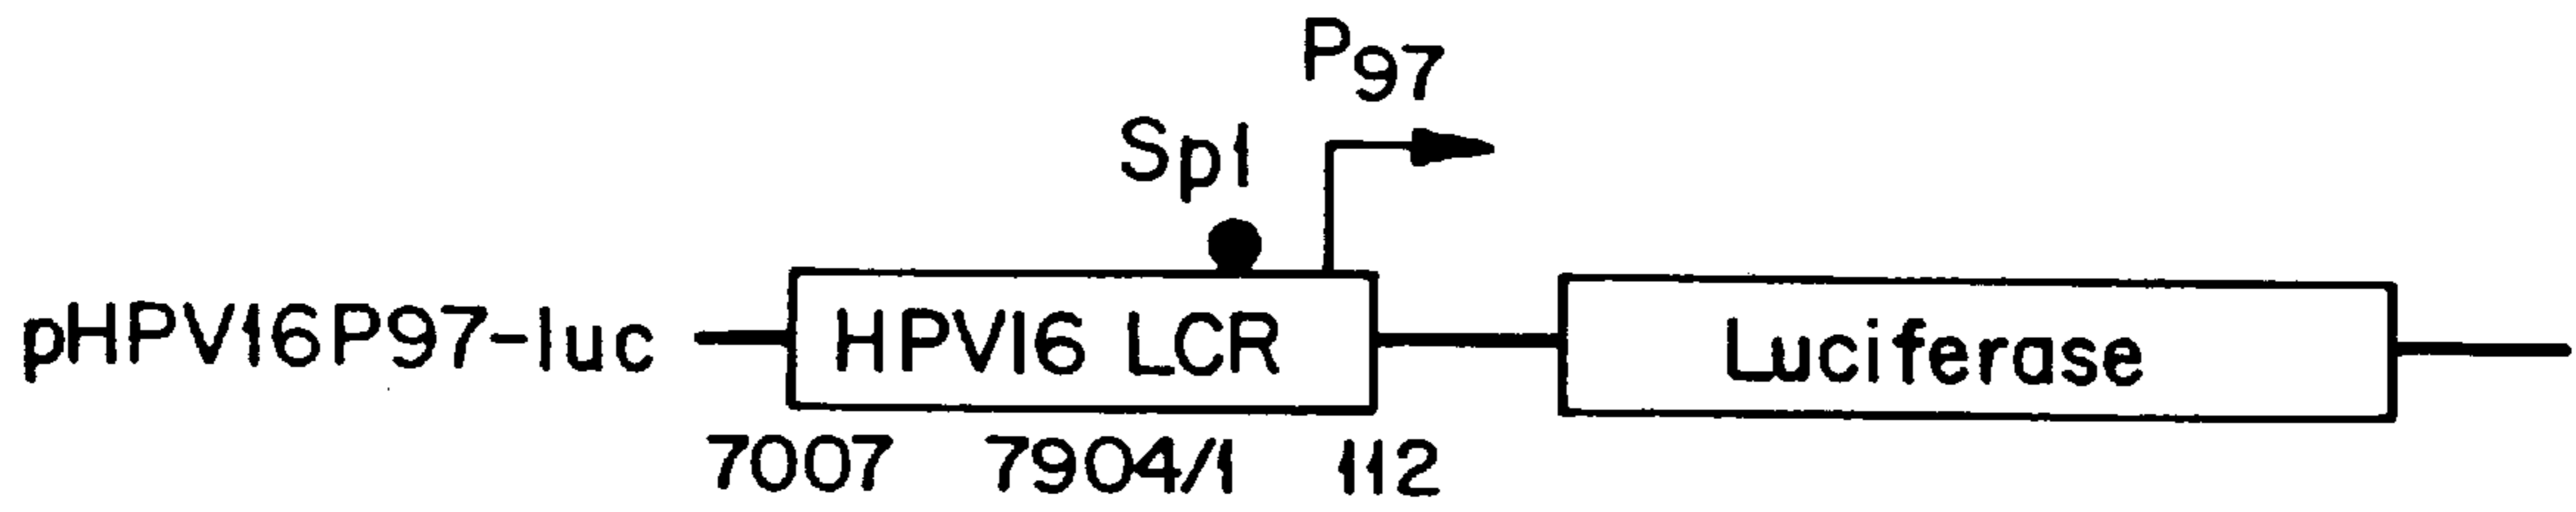 P97
Sp1
pHPV16P97-luc
HPV16 LCR
Luciferase
7007 7904/1 112